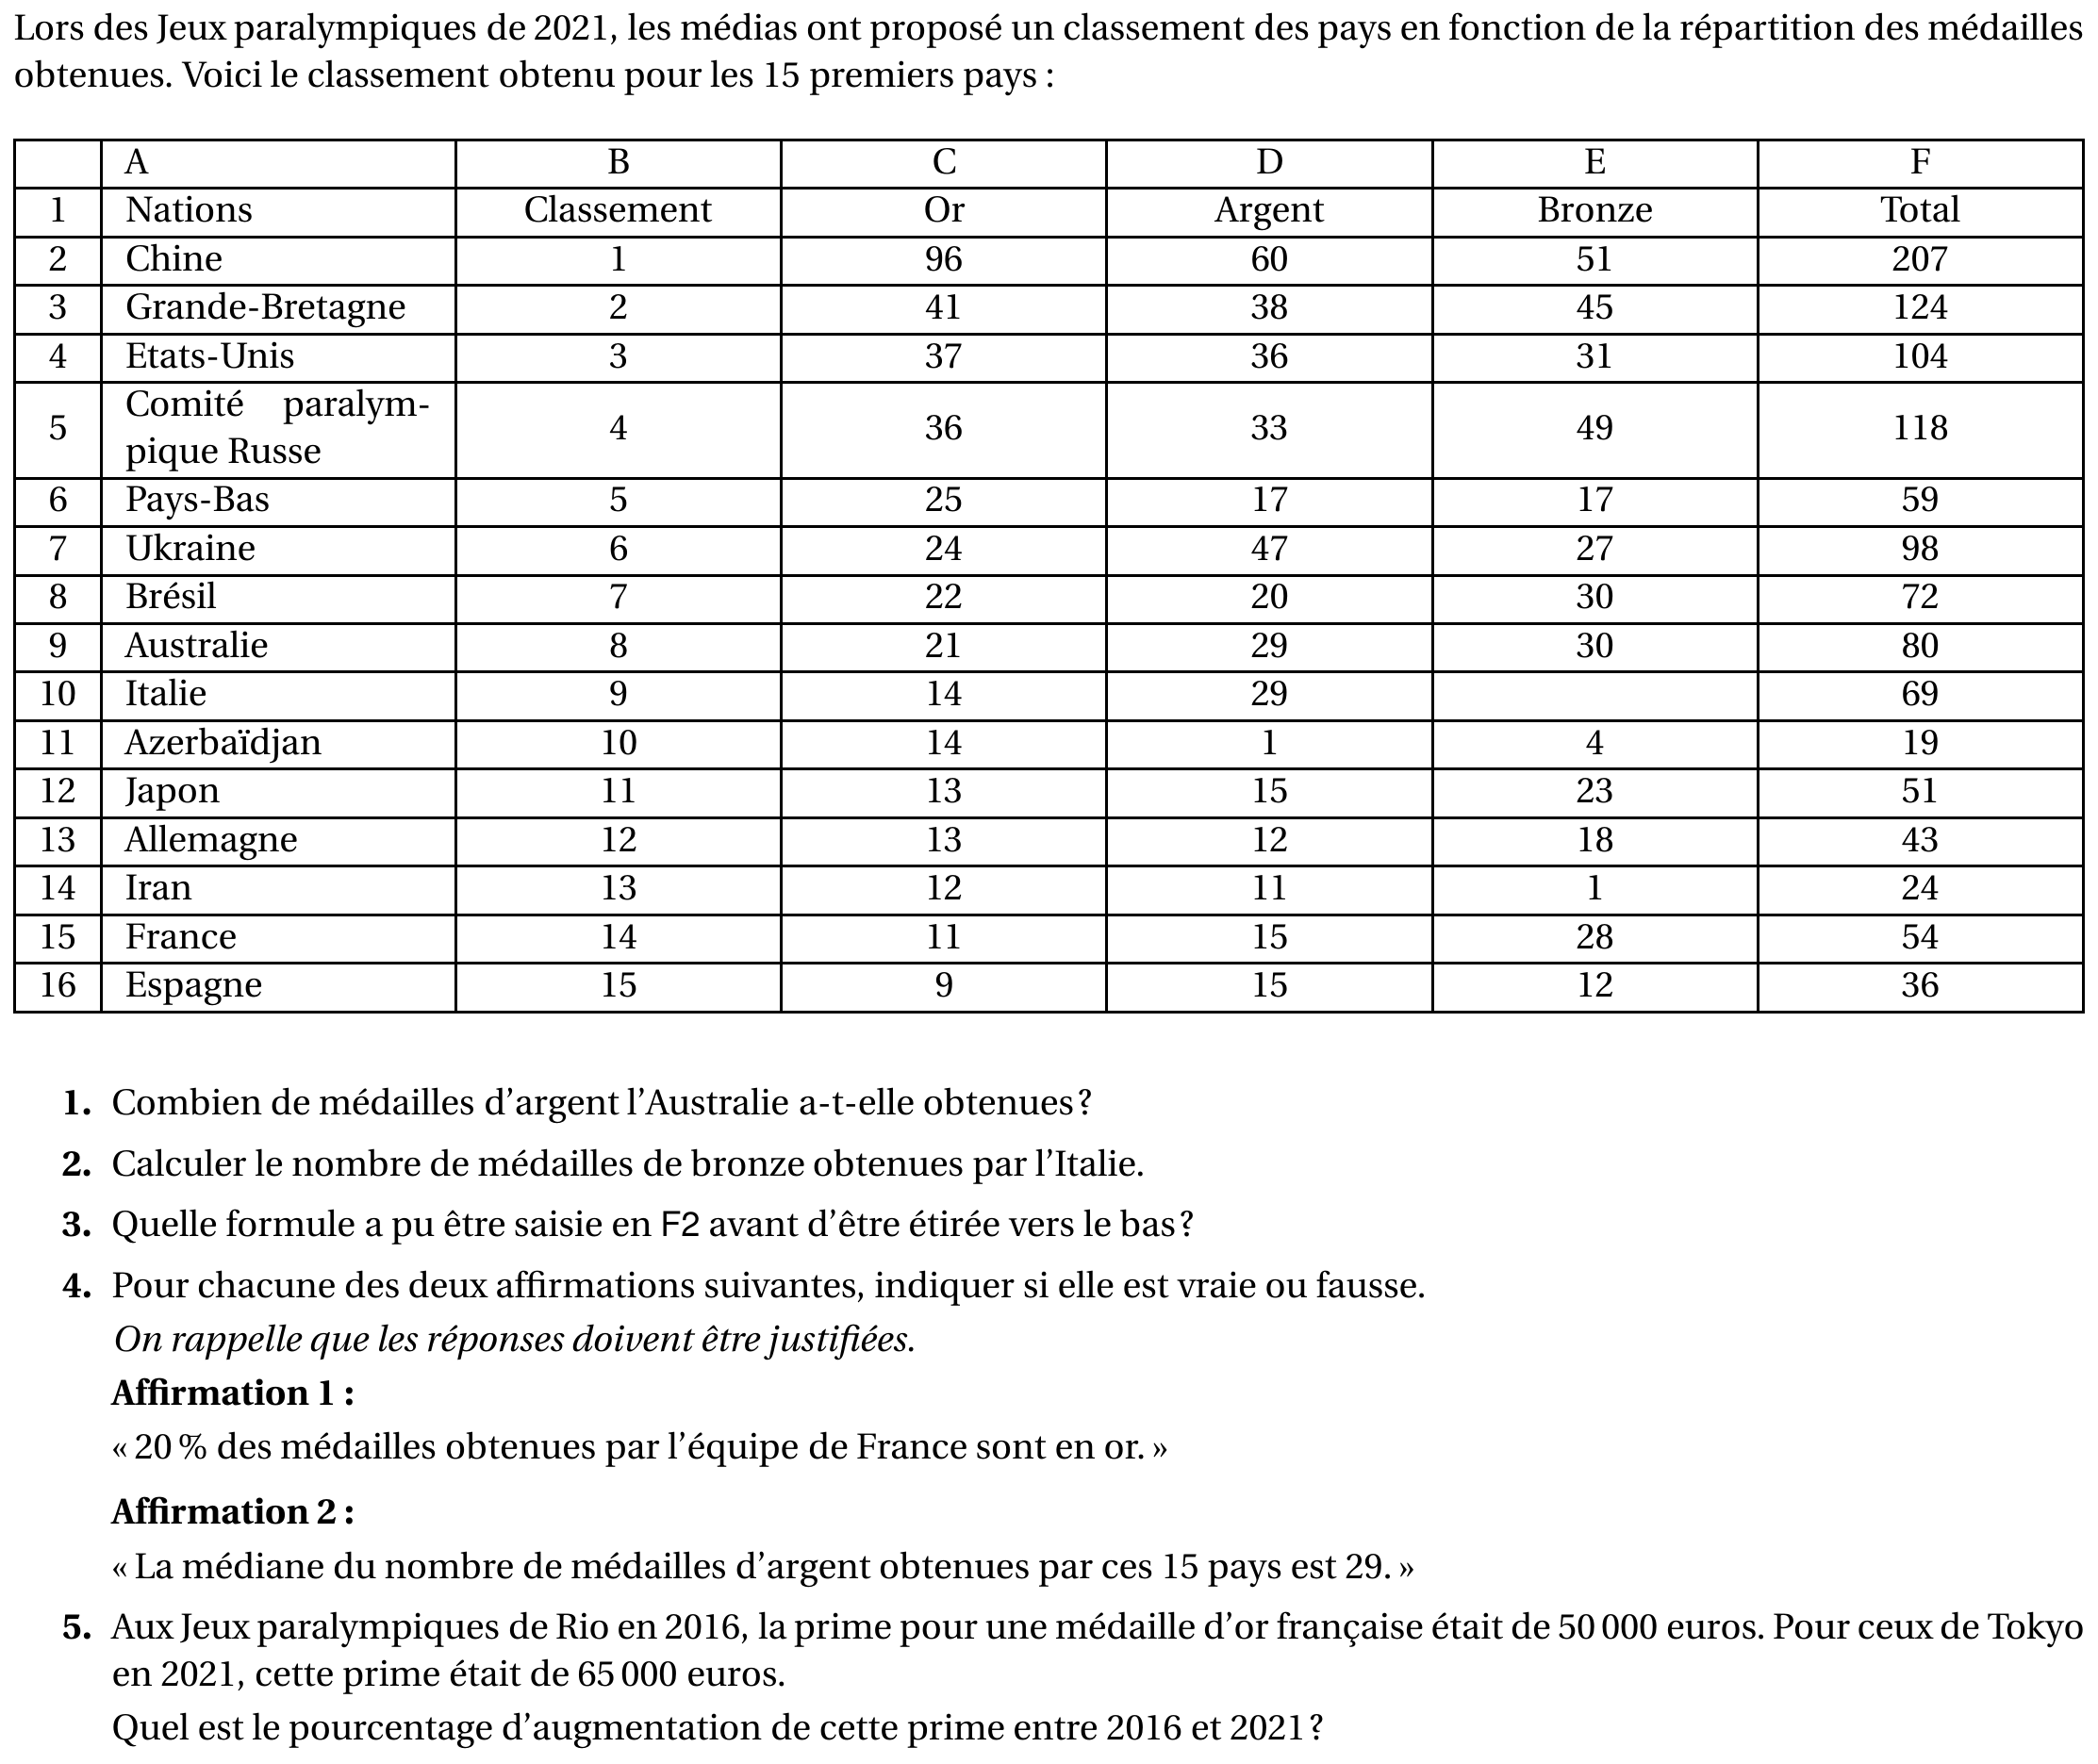 Lors des Jeux paralympiques de 2021, les médias ont proposé un classement des pays en fonction de la répartition des médailles
obtenues. Voici le classement obtenu pour les 15 premiers pays :
A B C D E F
1 Nations Classement Or Argent Bronze Total
2 Chine 1 96 60 51 207
3 Grande-Bretagne 2 41 38 45 124
4 Etats-Unis 3 37 36 31 104
5 Comité paralym-
pique Russe 4 36 33 49 118
6 Pays-Bas 5 25 17 17 59
7 Ukraine 6 24 47 27 98
8 Brésil 7 22 20 30 72
9 Australie 8 21 29 30 80
10 Italie 9 14 29 69
11 Azerbaïdjan 10 14 1 4 19
12 Japon 11 13 15 23 51
13 Allemagne 12 13 12 18 43
14 Iran 13 12 11 1 24
15 France 14 11 15 28 54
16 Espagne 15 9 15 12 36
1. Combien de médailles d'argent l'Australie a-t-elle obtenues ?
2. Calculer le nombre de médailles de bronze obtenues par l'Italie.
3. Quelle formule a pu être saisie en F2 avant d'être étirée vers le bas ?
4. Pour chacune des deux affirmations suivantes, indiquer si elle est vraie ou fausse.
On rappelle que les réponses doivent être justifiées.
Affirmation 1 :
« 20 % des médailles obtenues par l'équipe de France sont en or. »
Affirmation 2 :
« La médiane du nombre de médailles d'argent obtenues par ces 15 pays est 29. »
5. Aux Jeux paralympiques de Rio en 2016, la prime pour une médaille d'or française était de 50 000 euros. Pour ceux de Tokyo
en 2021, cette prime était de 65 000 euros.
Quel est le pourcentage d'augmentation de cette prime entre 2016 et 2021 ?